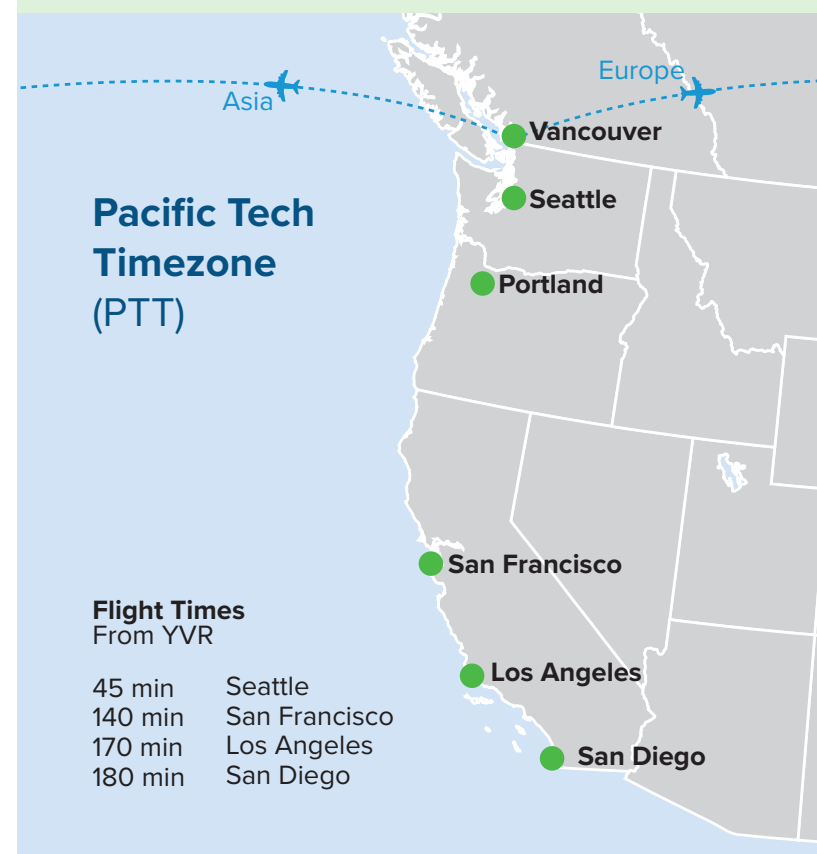 Europe
Asia
Vancouver
Seattle
Pacific Tech
Timezone
(PTT)
Portland
San Francisco
Flight Times
From YVR
Los Angeles
45 min Seattle
140 min San Francisco
170 min Los Angeles
180 min San Diego
San Diego